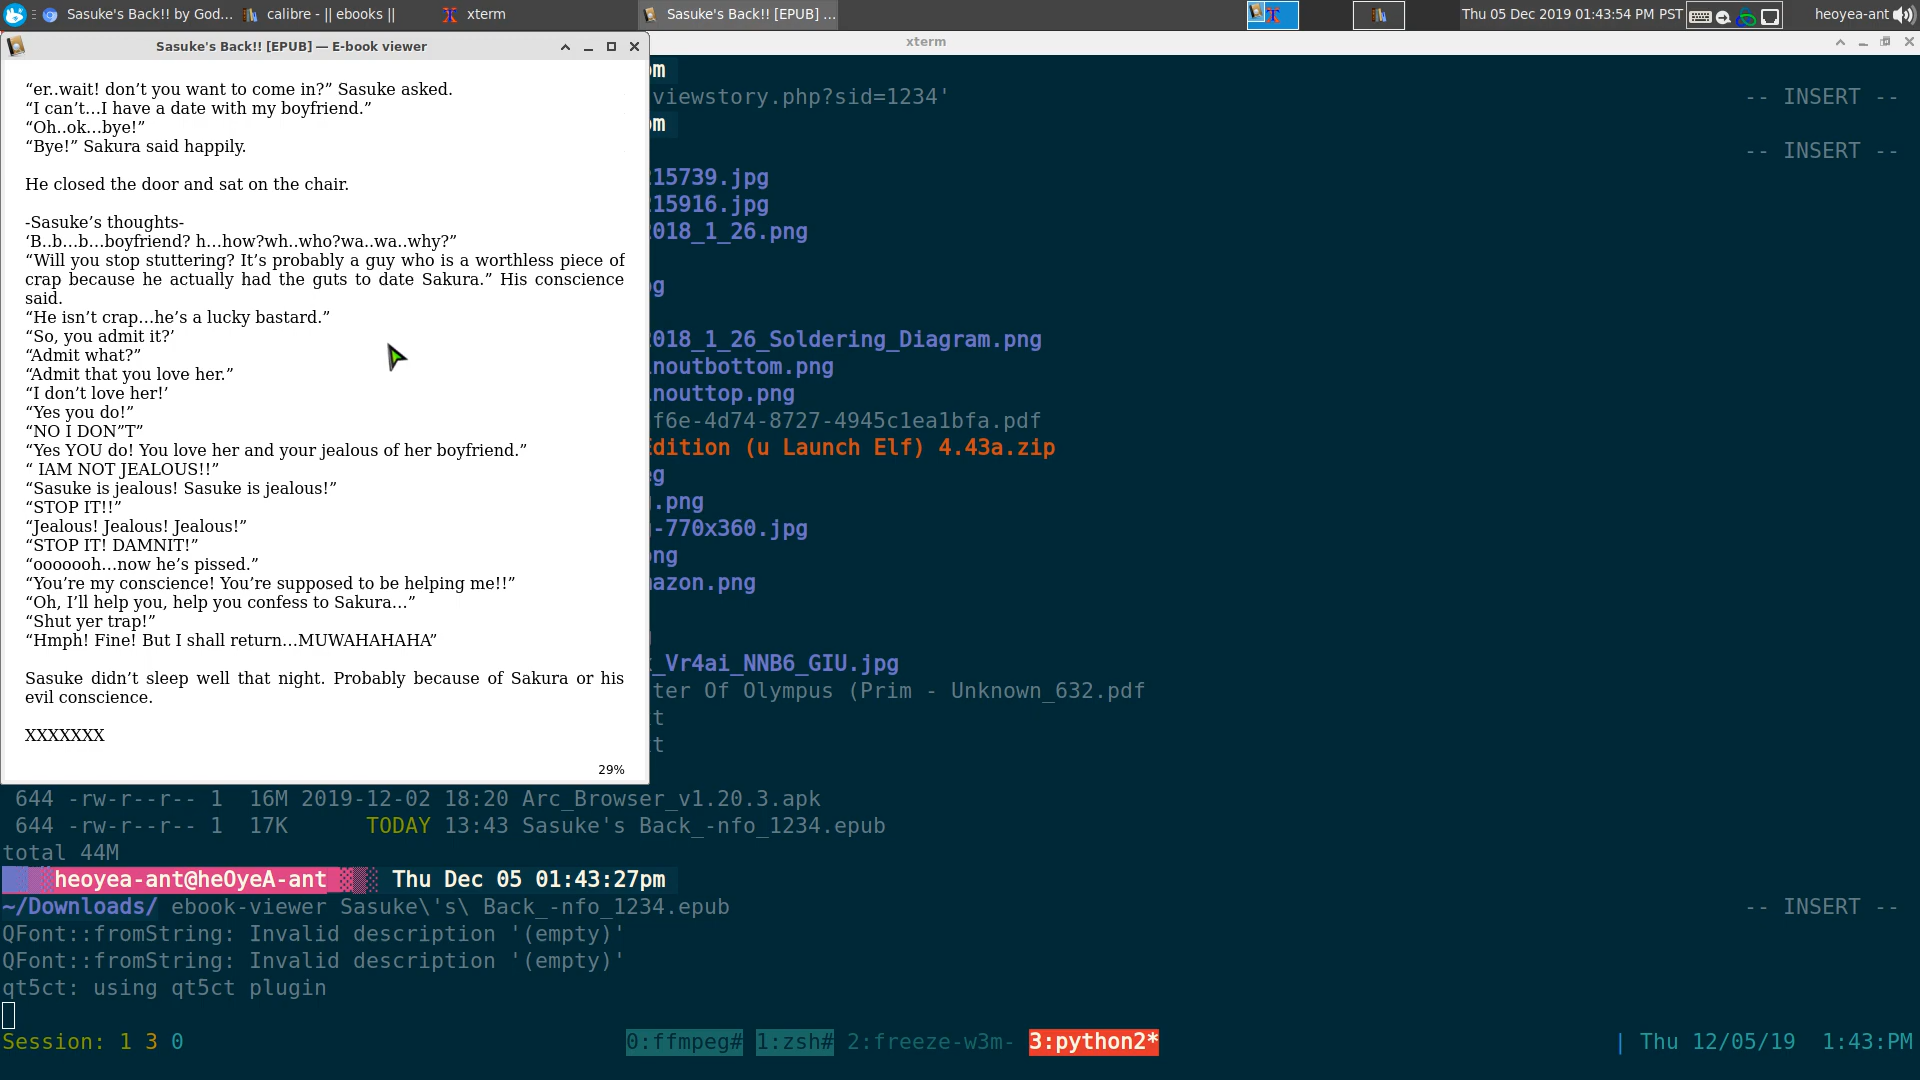 Sasuke's Back!! by God...
calibre - || ebooks ||
xterm
Sasuke's Back!! [EPUB] ...
Thu 05 Dec 2019 01:43:54 PM PST
heoyea-ant
Sasuke's Back!! [EPUB] — E-book viewer
xterm
“er..wait! don’t you want to come in?” Sasuke asked.
“I can’t…I have a date with my boyfriend.”
“Oh..ok…bye!”
“Bye!” Sakura said happily.
He closed the door and sat on the chair.
-Sasuke’s thoughts-
‘B..b…b…boyfriend? h…how?wh..who?wa..wa..why?”
“Will you stop stuttering? It’s probably a guy who is a worthless piece of
crap because he actually had the guts to date Sakura.” His conscience
said.
“He isn’t crap…he’s a lucky bastard.”
“So, you admit it?’
“Admit what?”
“Admit that you love her.”
“I don’t love her!’
“Yes you do!”
“NO I DON”T”
“Yes YOU do! You love her and your jealous of her boyfriend.”
“ IAM NOT JEALOUS!!”
“Sasuke is jealous! Sasuke is jealous!”
“STOP IT!!”
“Jealous! Jealous! Jealous!”
“STOP IT! DAMNIT!”
“ooooooh…now he’s pissed.”
“You’re my conscience! You’re supposed to be helping me!!”
“Oh, I’ll help you, help you confess to Sakura…”
“Shut yer trap!”
“Hmph! Fine! But I shall return…MUWAHAHAHA”
Sasuke didn’t sleep well that night. Probably because of Sakura or his
evil conscience.
XXXXXXX
29%
om
viewstory.php?sid=1234'
-- INSERT --
om
-- INSERT --
15739.jpg
15916.jpg
018_1_26.png
g
018_1_26_Soldering_Diagram.png
noutbottom.png
nouttop.png
f6e-4d74-8727-4945c1ea1bfa.pdf
dition (u Launch Elf) 4.43a.zip
g
.png
-770x360.jpg
ng
azon.png
_Vr4ai_NNB6_GIU.jpg
ter Of Olympus (Prim - Unknown_632.pdf
t
t
644 -rw-r--r-- 1 16M 2019-12-02 18:20 Arc_Browser_v1.20.3.apk
644 -rw-r--r-- 1 17K TODAY 13:43 Sasuke's Back_-nfo_1234.epub
total 44M
heoyea-ant@heOyeA-ant Thu Dec 05 01:43:27pm
~/Downloads/ ebook-viewer Sasuke\'s\ Back_-nfo_1234.epub
-- INSERT --
QFont::fromString: Invalid description '(empty)'
QFont::fromString: Invalid description '(empty)'
qt5ct: using qt5ct plugin
Session: 1 3 0
0:ffmpeg# 1:zsh# 2:freeze-w3m- 3:python2*
| Thu 12/05/19 1:43:PM